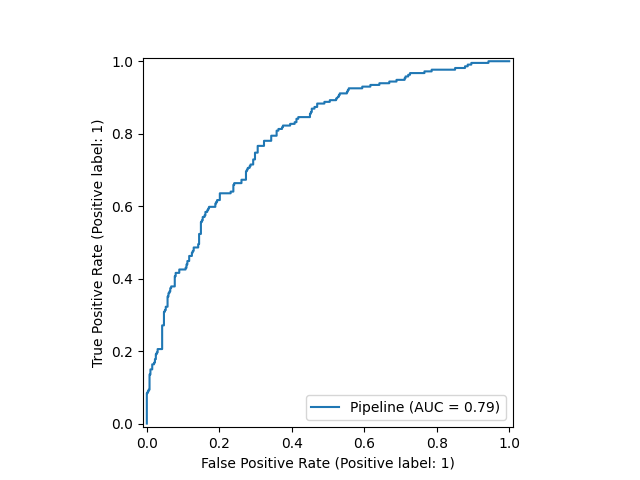 1.0
0.8
0.6
0.4
0.2
0.0
True Positive Rate (Positive label: 1)
Pipeline (AUC = 0.79)
0.0 0.2 0.4 0.6 0.8 1.0
False Positive Rate (Positive label: 1)